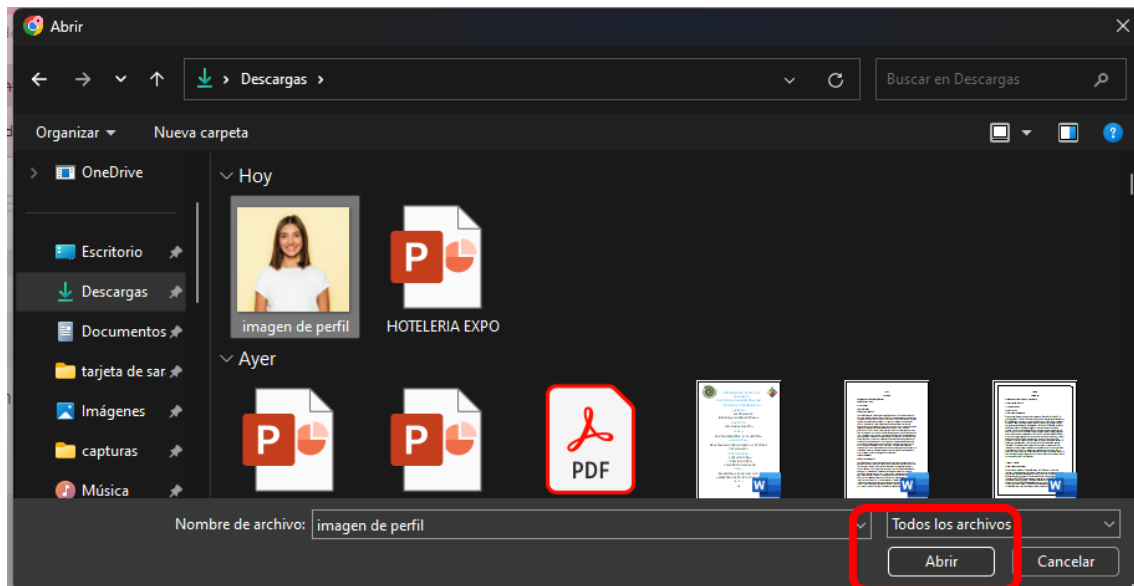 Abrir
Descargas
Buscar en Descargas
Organizar
Nueva carpeta
OneDrive
Escritorio
Descargas
Documentos
tarjeta de sar
Imágenes
capturas
Música
Hoy
imagen de perfil
HOTELERIA EXPO
Ayer
P
P
P
PDF
W
W
W
Nombre de archivo:
imagen de perfil
Todos los archivos
Abrir
Cancelar